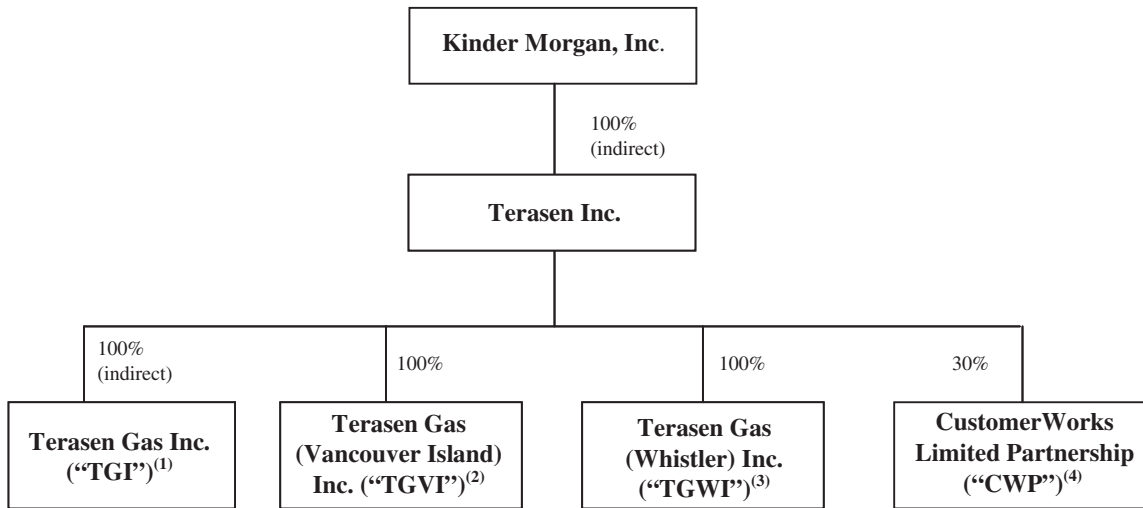 Kinder Morgan, Inc.
100%
(indirect)
Terasen Inc.
100%
(indirect)
100%
100%
30%
Terasen Gas Inc.
(“TGI”)(1)
Terasen Gas
(Vancouver Island)
Inc. (“TGVI”)(2)
Terasen Gas
(Whistler) Inc.
(“TGWI”)(3)
CustomerWorks
Limited Partnership
(“CWP”)(4)